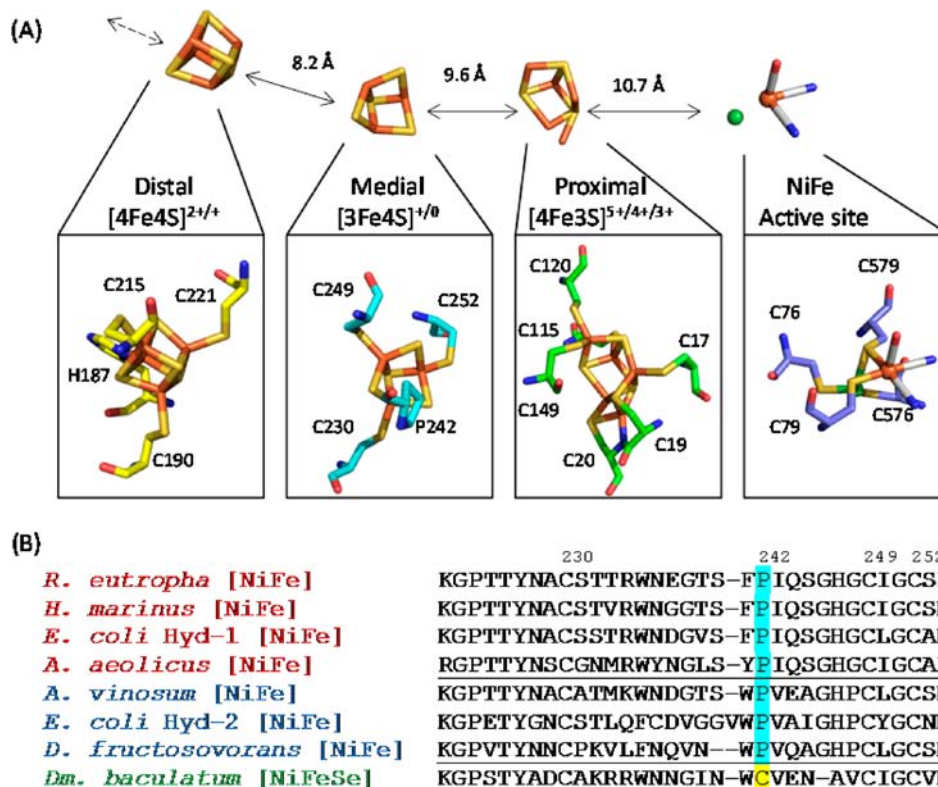 (A)
8.2 Å 9.6 Å 10.7 Å
Distal Medial Proximal NiFe
[4Fe4S]2+/+ [3Fe4S]+/0 [4Fe3S]5+/4+/3+ Active site
C215 C221 H187 C190
C249 C252 C230 P242
C120 C115 C17 C149 C20 C19
C579 C76 C79 C576
(B)
230 242 249 252
R. eutropha [NiFe] KGPTTYNACSTTRWNEGTS-FPIQSGHGCIGCS
H. marinus [NiFe] KGPTTYNACSTVRWNGGTS-FPIQSGHGCIGCS
E. coli Hyd-1 [NiFe] KGPTTYNACSSTRWNDGVS-FPIQSGHGCLGCA
A. aeolicus [NiFe] RGPTTYNSCGNMRWYNGLS-YPIQSGHGCIGCA
A. vinosum [NiFe] KGPTTYNACATMKWNDGTS-WPVEAGHPCLGCS
E. coli Hyd-2 [NiFe] KGPETYGNCSTLQFCDVGGVWPVAIGHPCYGCN
D. fructosovorans [NiFe] KGPVTYNNCPKVLFNQVN--WPVQAGHPCLGCS
Dm. baculatum [NiFeSe] KGPSTYADCAKRRWNNGIN-WCVEN-AVCIGCV